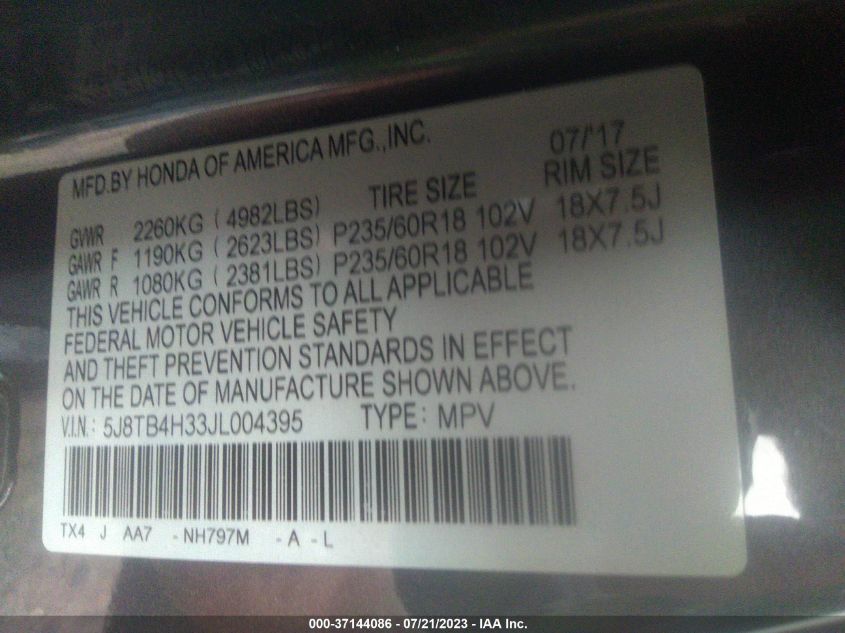 MFD.BY HONDA OF AMERICA MFG.,INC. 07/'17
TIRE SIZE RIM SIZE
GVWR 2260KG (4982LBS)
GAWR F 1190KG (2623LBS) P235/60R18 102V 18X7.5J
GAWR R 1080KG (2381LBS) P235/60R18 102V 18X7.5J
THIS VEHICLE CONFORMS TO ALL APPLICABLE
FEDERAL MOTOR VEHICLE SAFETY
AND THEFT PREVENTION STANDARDS IN EFFECT
ON THE DATE OF MANUFACTURE SHOWN ABOVE.
V.I.N.: 5J8TB4H33JL004395 TYPE: MPV
TX4 J AA7 -NH797M -A -L
000-37144086 - 07/21/2023 - IAA Inc.